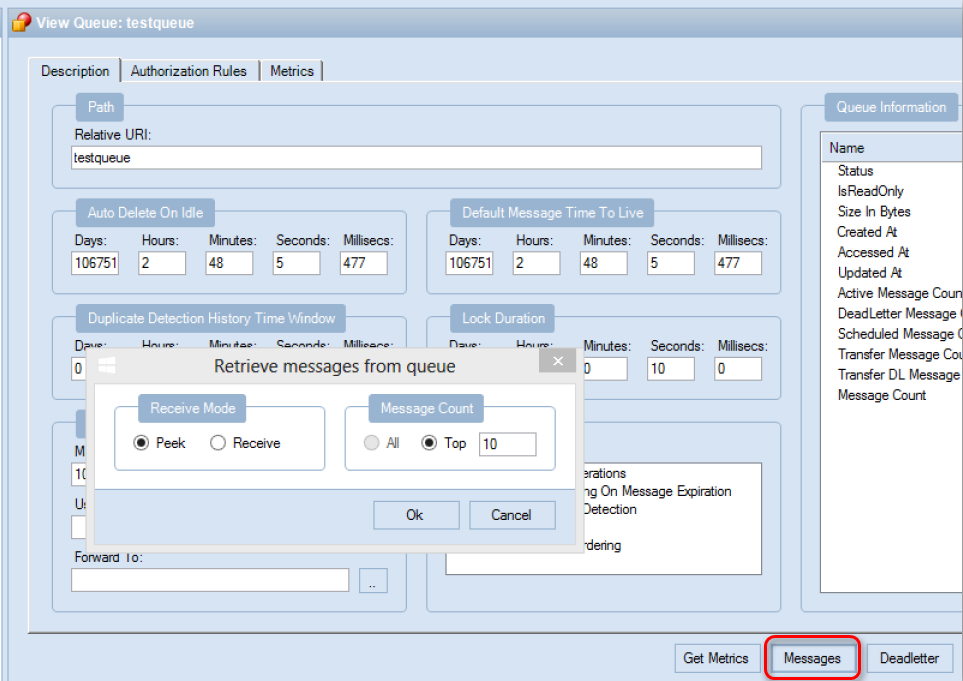 View Queue: testqueue
Description
Authorization Rules
Metrics
Path
Relative URI:
testqueue
Auto Delete On Idle
Days:
Hours:
Minutes:
Seconds:
Millisecs:
106751
2
48
5
477
Default Message Time To Live
Days:
Hours:
Minutes:
Seconds:
Millisecs:
106751
2
48
5
477
Duplicate Detection History Time Window
Days:
Hours:
Minutes:
Seconds:
Millisecs:
0
Lock Duration
Days:
Hours:
Minutes:
Seconds:
Millisecs:
0
10
0
Retrieve messages from queue
Receive Mode
Peek
Receive
Message Count
All
Top
10
Ok
Cancel
M
10
erations
ng On Message Expiration
Detection
dering
Forward To:
..
Queue Information
Name
Status
IsReadOnly
Size In Bytes
Created At
Accessed At
Updated At
Active Message Coun
DeadLetter Message
Scheduled Message C
Transfer Message Cou
Transfer DL Message
Message Count
Get Metrics
Messages
Deadletter